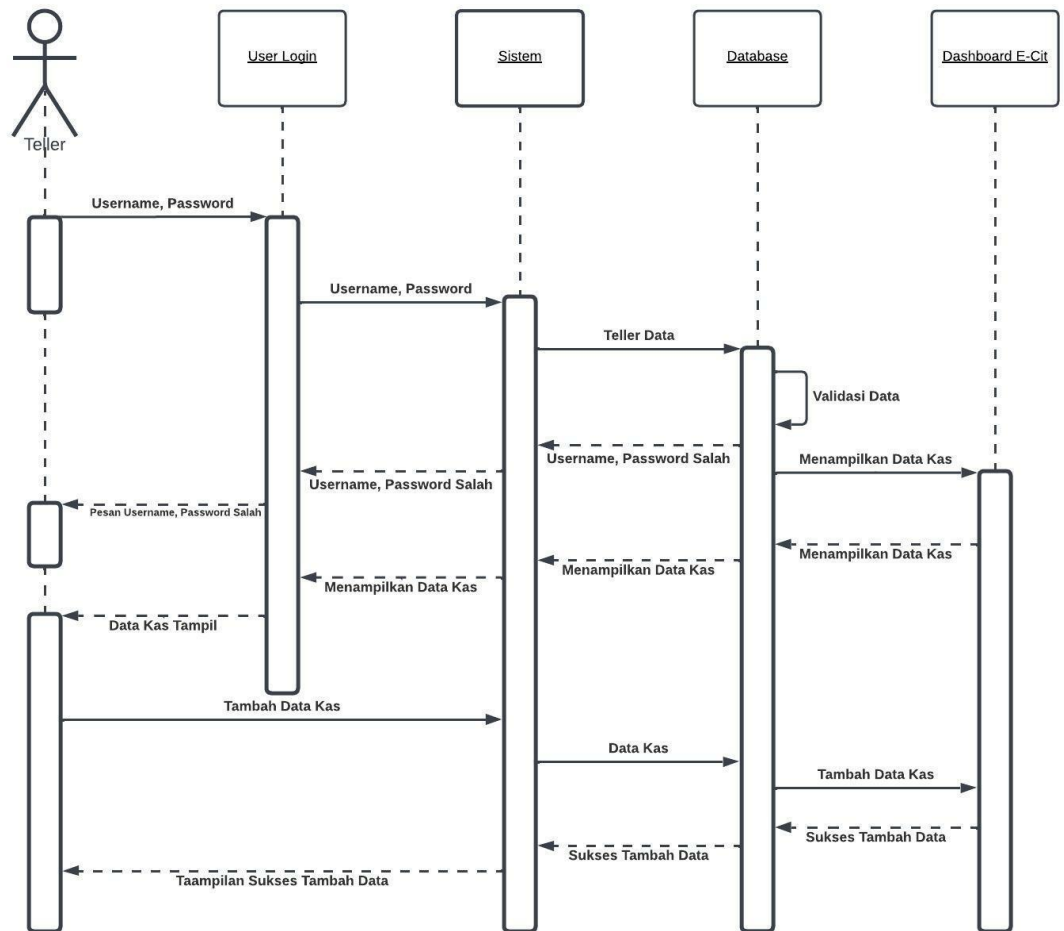 User Login
Sistem
Database
Dashboard E-Cit
Teller
Username, Password
Username, Password
Teller Data
Validasi Data
Username, Password Salah
Menampilkan Data Kas
Username, Password Salah
Pesan Username, Password Salah
Menampilkan Data Kas
Menampilkan Data Kas
Menampilkan Data Kas
Data Kas Tampil
Tambah Data Kas
Data Kas
Tambah Data Kas
Sukses Tambah Data
Sukses Tambah Data
Taampilan Sukses Tambah Data